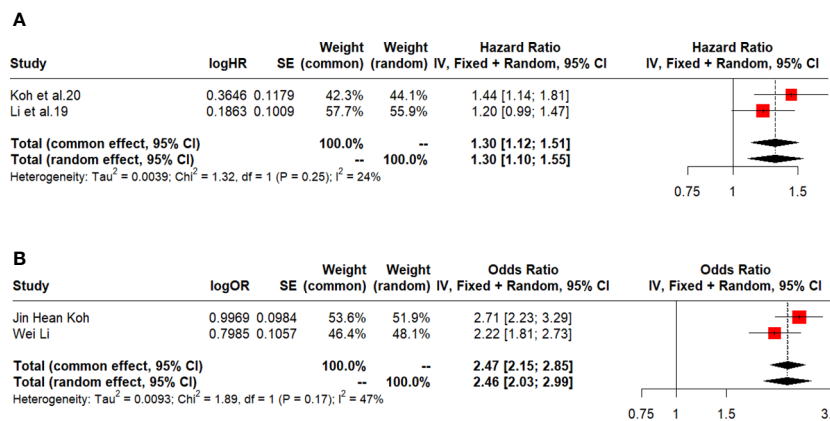 A
Weight Weight Hazard Ratio Hazard Ratio
Study logHR SE (common) (random) IV, Fixed + Random, 95% CI IV, Fixed + Random, 95% CI
Koh et al.20 0.3646 0.1179 42.3% 44.1% 1.44 [1.14; 1.81]
Li et al.19 0.1863 0.1009 57.7% 55.9% 1.20 [0.99; 1.47]
Total (common effect, 95% CI) 100.0% -- 1.30 [1.12; 1.51]
Total (random effect, 95% CI) -- 100.0% 1.30 [1.10; 1.55]
Heterogeneity: Tau² = 0.0039; Chi² = 1.32, df = 1 (P = 0.25); I² = 24%
0.75 1 1.5
B
Weight Weight Odds Ratio Odds Ratio
Study logOR SE (common) (random) IV, Fixed + Random, 95% CI IV, Fixed + Random, 95% CI
Jin Hean Koh 0.9969 0.0984 53.6% 51.9% 2.71 [2.23; 3.29]
Wei Li 0.7985 0.1057 46.4% 48.1% 2.22 [1.81; 2.73]
Total (common effect, 95% CI) 100.0% -- 2.47 [2.15; 2.85]
Total (random effect, 95% CI) -- 100.0% 2.46 [2.03; 2.99]
Heterogeneity: Tau² = 0.0093; Chi² = 1.89, df = 1 (P = 0.17); I² = 47%
0.75 1 1.5